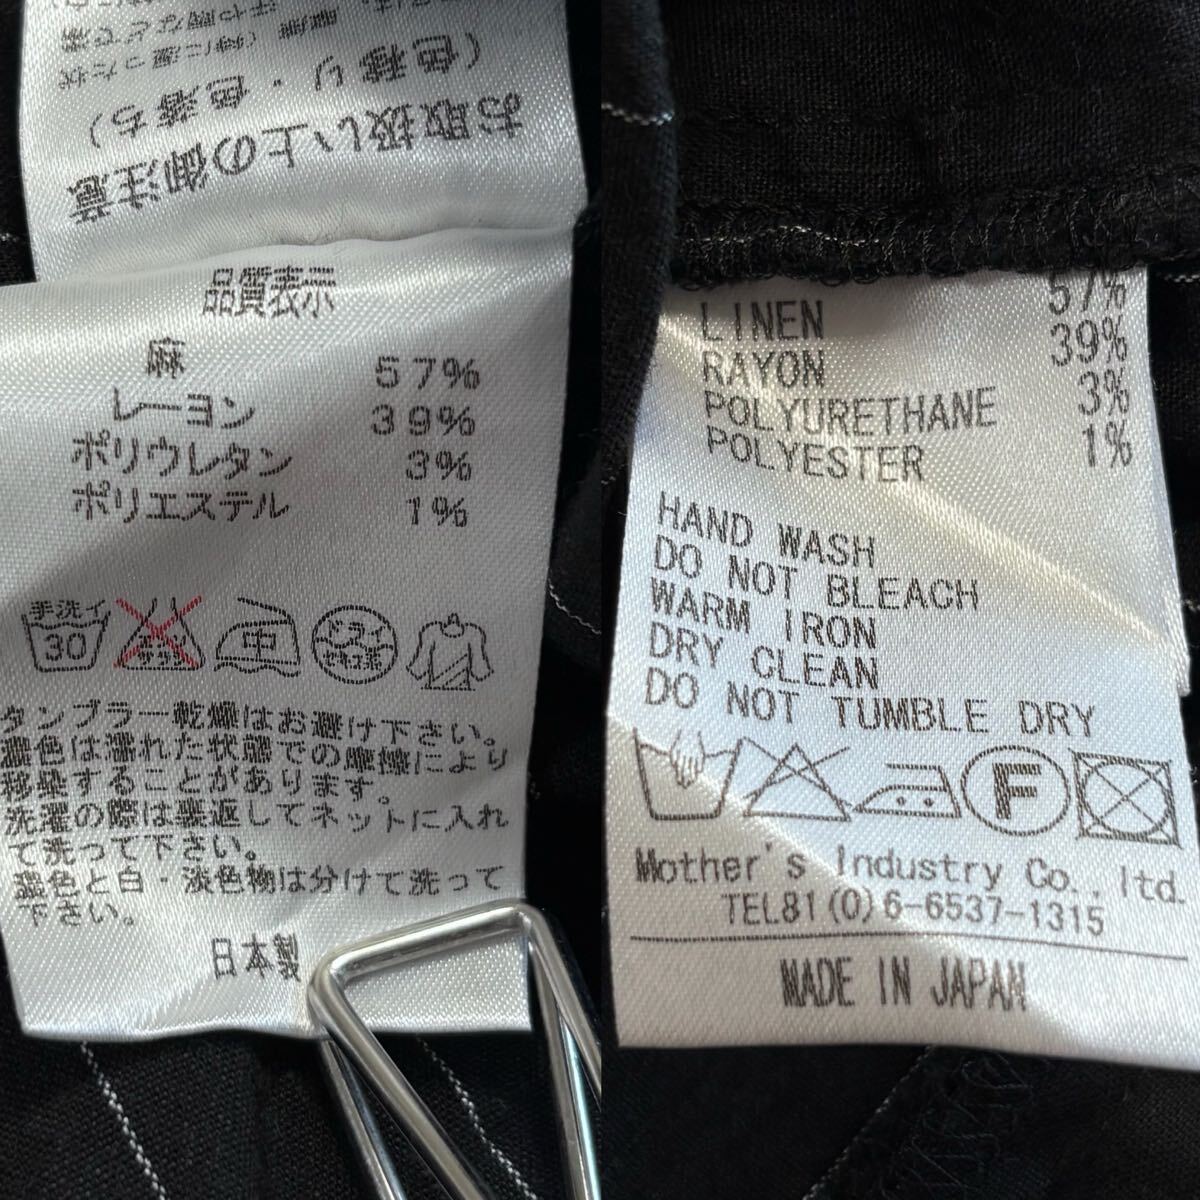 お取扱い上の御注意
(色移り・色落ち)
品質表示
麻 57%
レーヨン 39%
ポリウレタン 3%
ポリエステル 1%
手洗イ
30
エンソ
サラシ
中
ドライ
セキユ系
タンブラー乾燥はお避け下さい。
濃色は濡れた状態での摩擦により
移染することがあります。
洗濯の際は裏返してネットに入れ
て洗って下さい。
濃色と白・淡色物は分けて洗って
下さい。
日本製
LINEN 57%
RAYON 39%
POLYURETHANE 3%
POLYESTER 1%
HAND WASH
DO NOT BLEACH
WARM IRON
DRY CLEAN
DO NOT TUMBLE DRY
F
Mother's Industry Co., ltd.
TEL81(0)6-6537-1315
MADE IN JAPAN